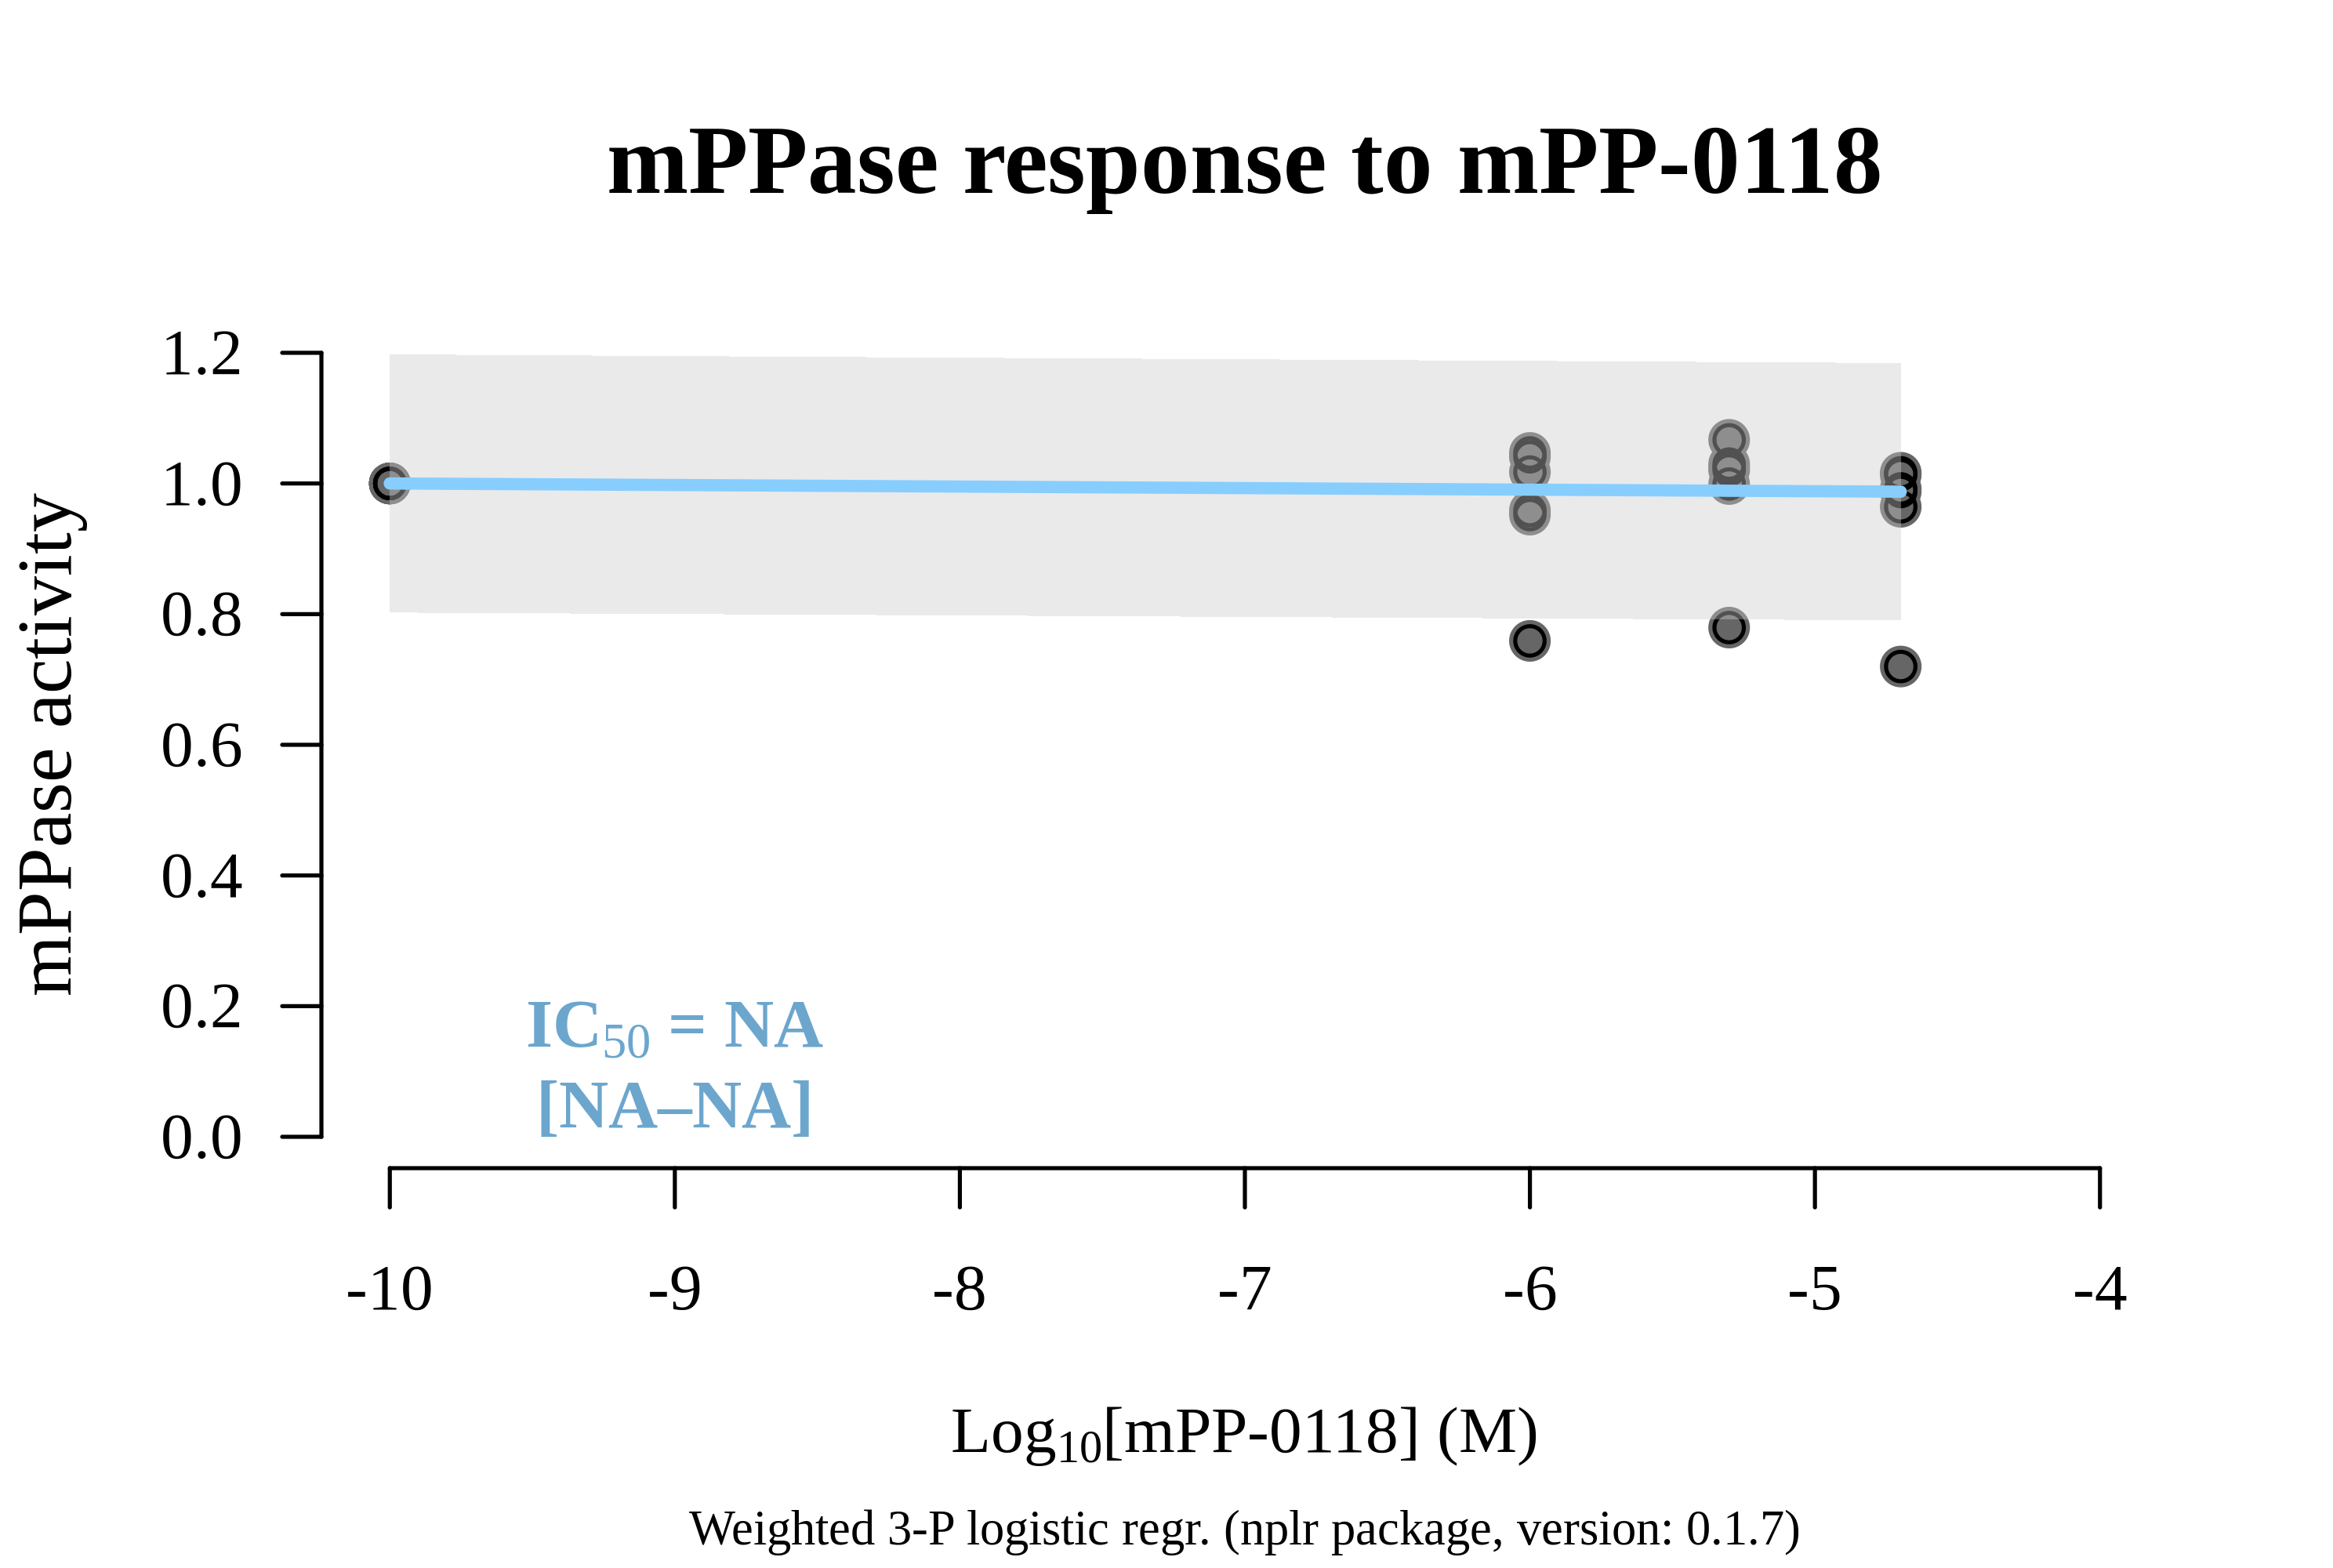 mPPase response to mPP-0118
mPPase activity
1.2
1.0
0.8
0.6
0.4
0.2
0.0
IC50 = NA
[NA–NA]
-10 -9 -8 -7 -6 -5 -4
Log10[mPP-0118] (M)
Weighted 3-P logistic regr. (nplr package, version: 0.1.7)